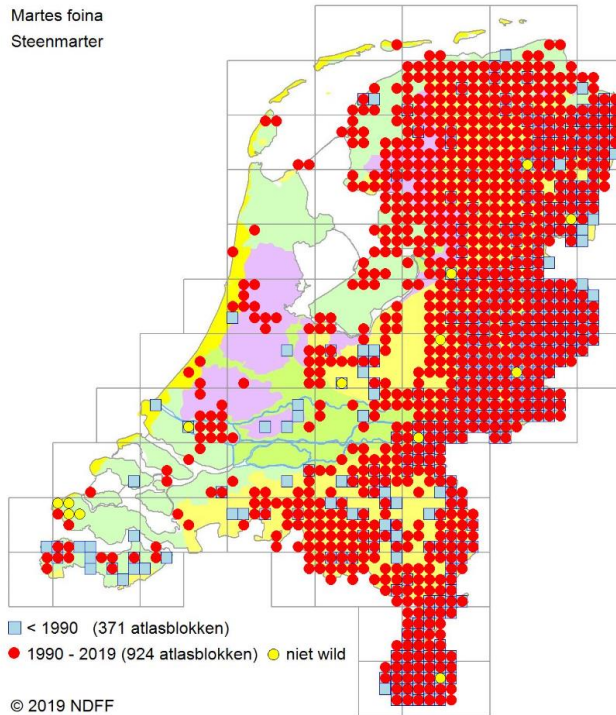 Martes foina
Steenmarter
< 1990 (371 atlasblokken)
1990 - 2019 (924 atlasblokken) niet wild
© 2019 NDFF